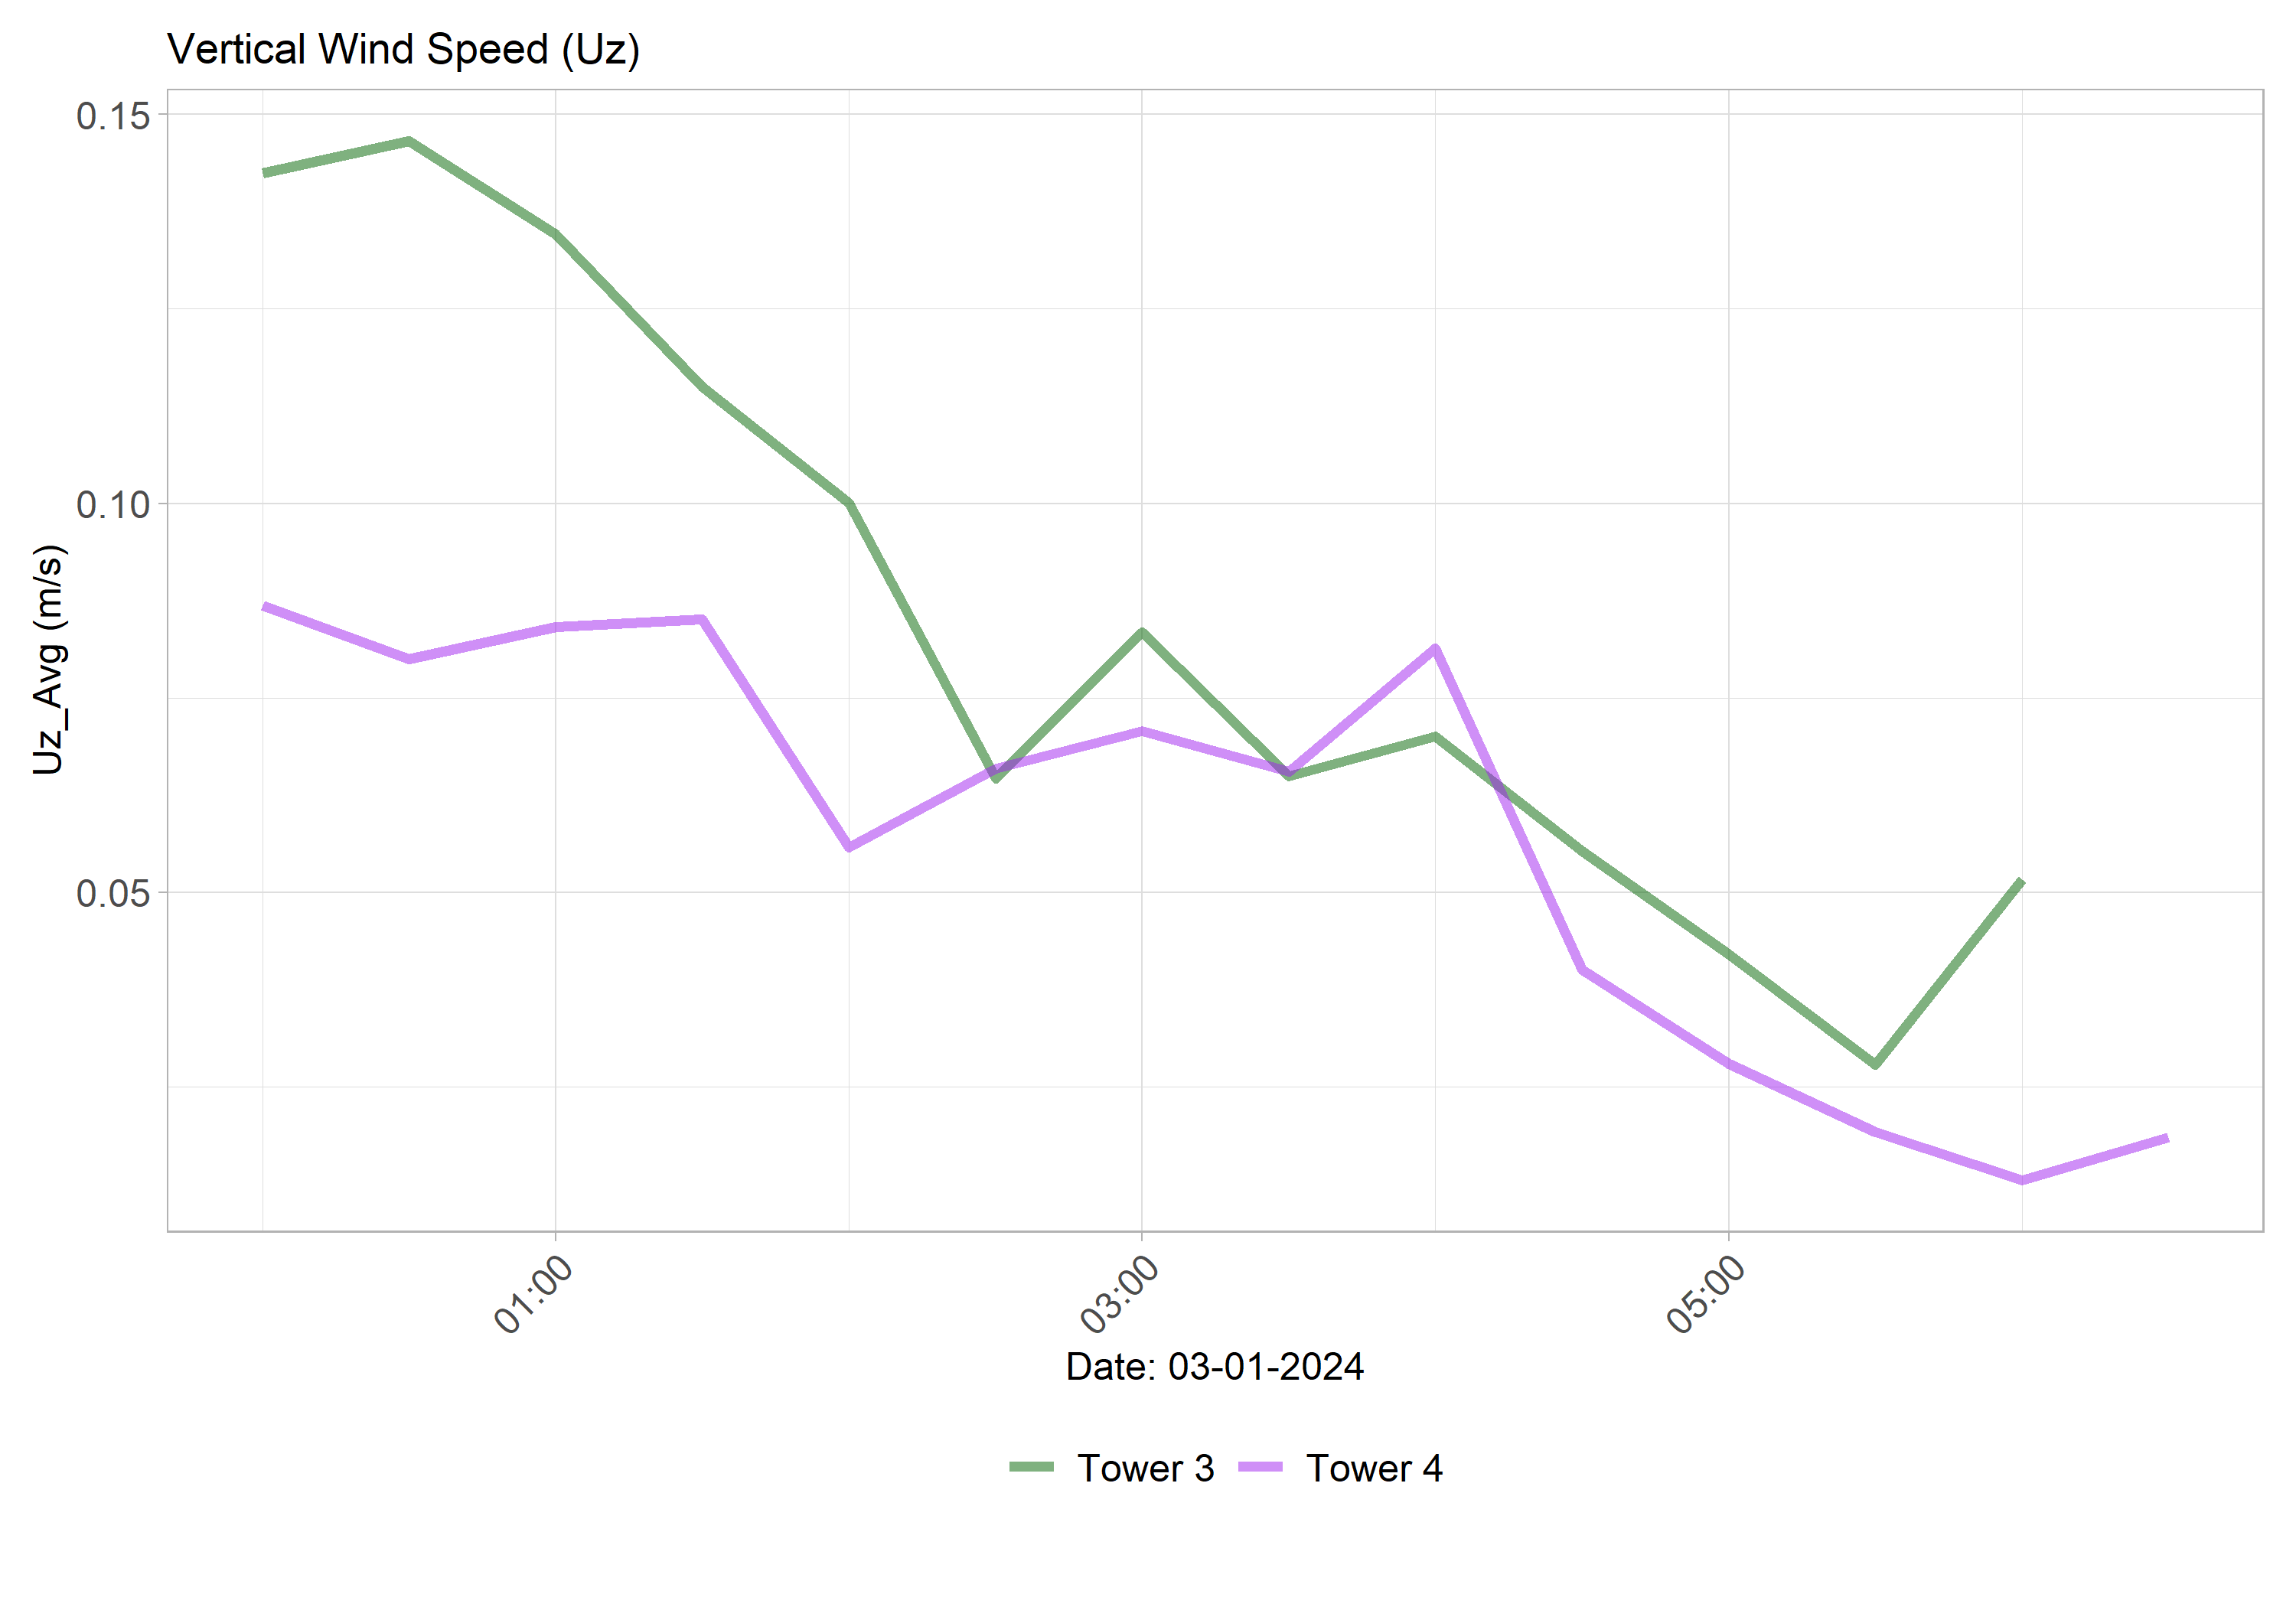 Vertical Wind Speed (Uz)
0.15
0.10
0.05
Uz_Avg (m/s)
01:00
03:00
05:00
Date: 03-01-2024
Tower 3
Tower 4